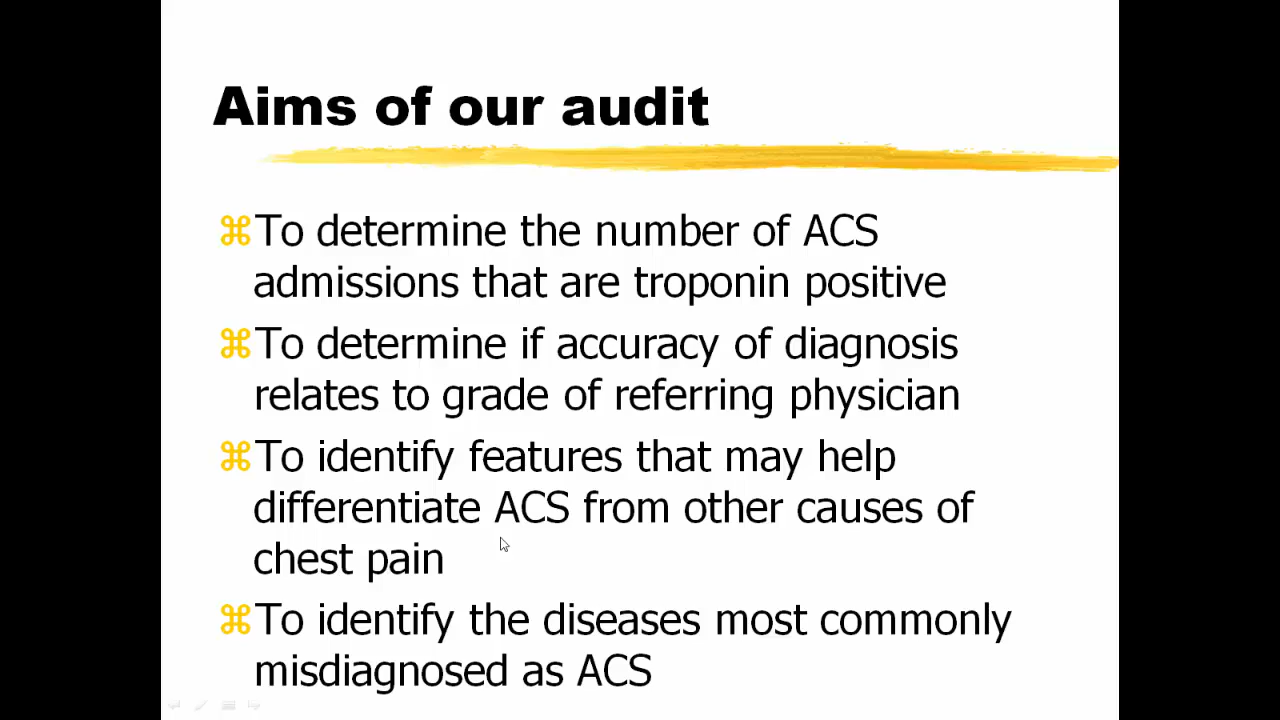 Aims of our audit
⌘To determine the number of ACS
admissions that are troponin positive
⌘To determine if accuracy of diagnosis
relates to grade of referring physician
⌘To identify features that may help
differentiate ACS from other causes of
chest pain
⌘To identify the diseases most commonly
misdiagnosed as ACS